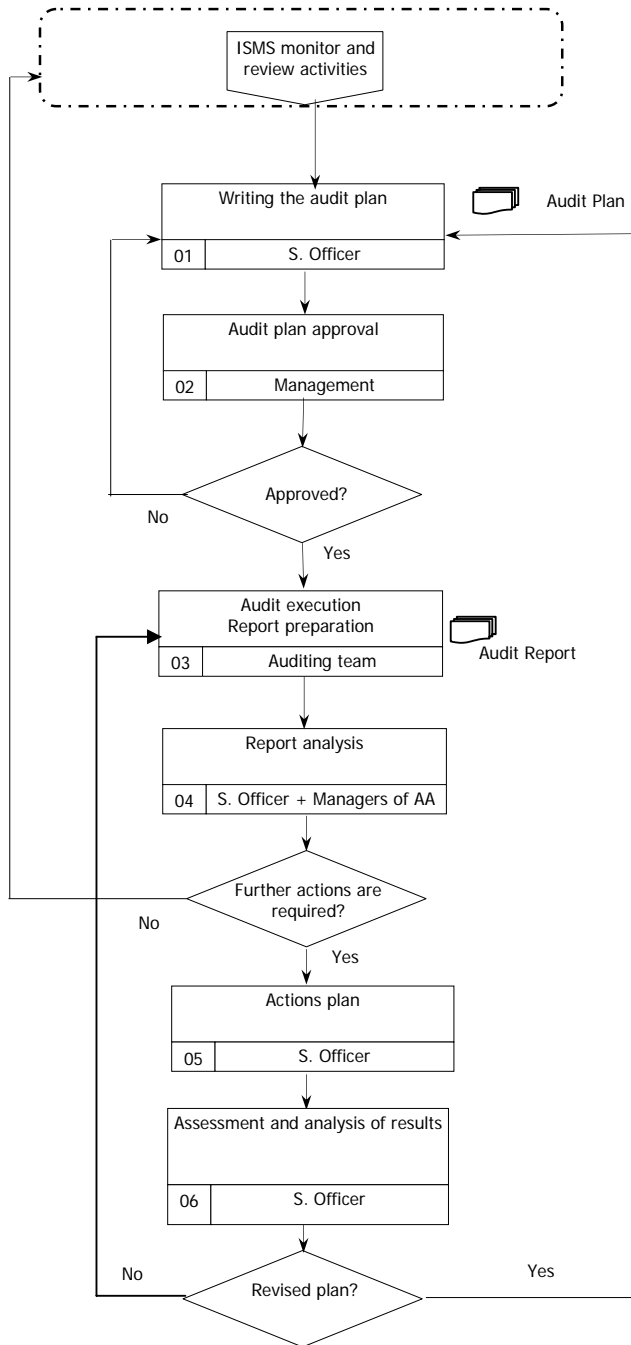 ISMS monitor and
review activities
Writing the audit plan
Audit Plan
01 S. Officer
Audit plan approval
02 Management
Approved?
No
Yes
Audit execution
Report preparation
Audit Report
03 Auditing team
Report analysis
04 S. Officer + Managers of AA
Further actions are
required?
No
Yes
Actions plan
05 S. Officer
Assessment and analysis of results
06 S. Officer
No
Yes
Revised plan?